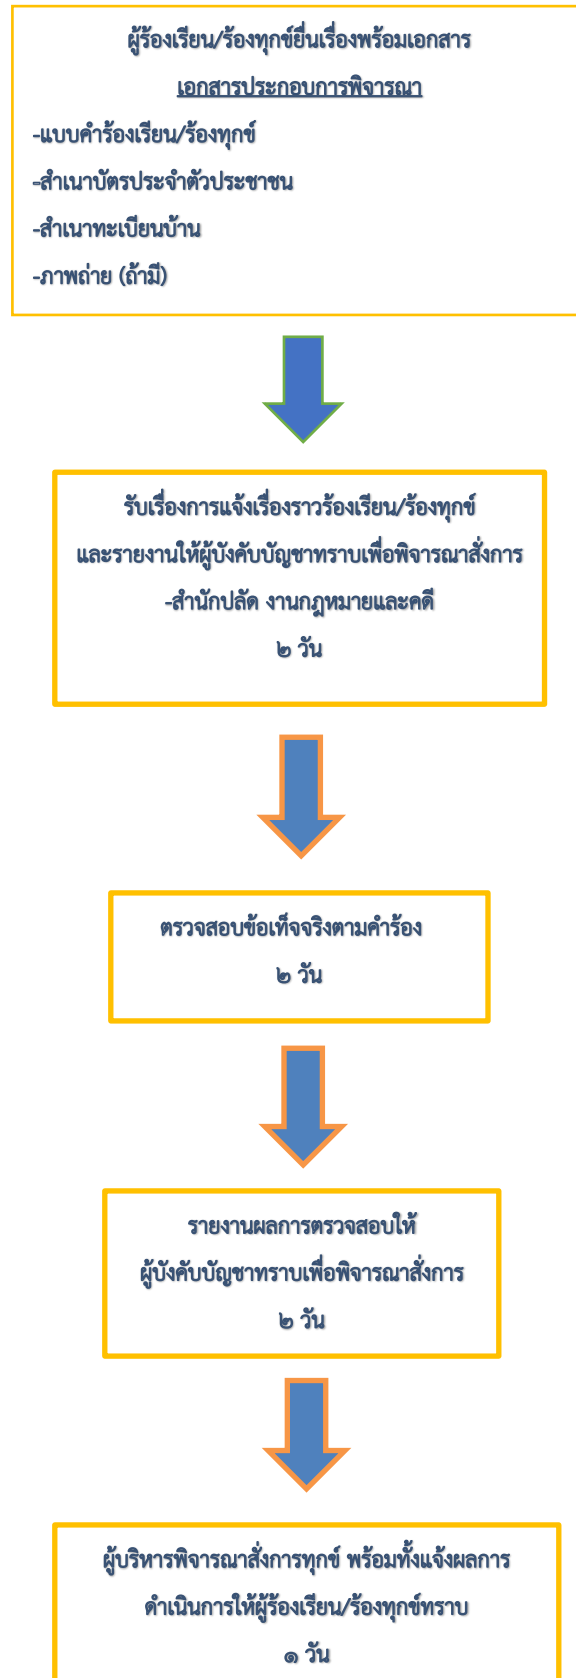 ผู้ร้องเรียน/ร้องทุกข์ยื่นเรื่องพร้อมเอกสาร
เอกสารประกอบการพิจารณา
-แบบคำร้องเรียน/ร้องทุกข์
-สำเนาบัตรประจำตัวประชาชน
-สำเนาทะเบียนบ้าน
-ภาพถ่าย (ถ้ามี)
รับเรื่องการแจ้งเรื่องราวร้องเรียน/ร้องทุกข์
และรายงานให้ผู้บังคับบัญชาทราบเพื่อพิจารณาสั่งการ
-สำนักปลัด งานกฎหมายและคดี
๒ วัน
ตรวจสอบข้อเท็จจริงตามคำร้อง
๒ วัน
รายงานผลการตรวจสอบให้
ผู้บังคับบัญชาทราบเพื่อพิจารณาสั่งการ
๒ วัน
ผู้บริหารพิจารณาสั่งการทุกข์ พร้อมทั้งแจ้งผลการ
ดำเนินการให้ผู้ร้องเรียน/ร้องทุกข์ทราบ
๑ วัน